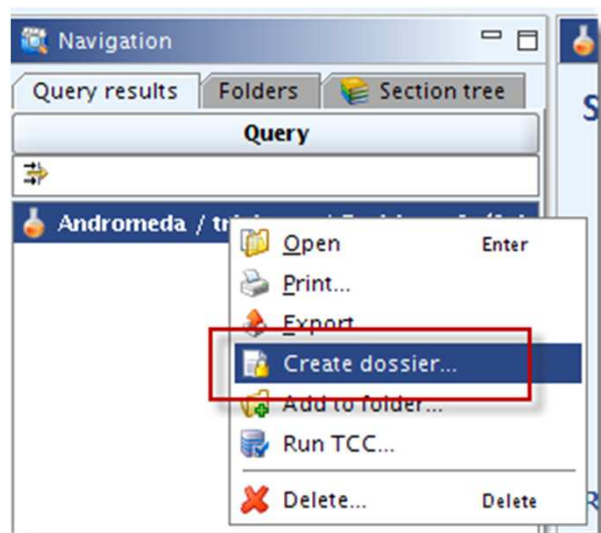 Navigation
Query results Folders Section tree
Query
Andromeda /
Open Enter
Print...
Export
Create dossier...
Add to folder...
Run TCC...
Delete... Delete